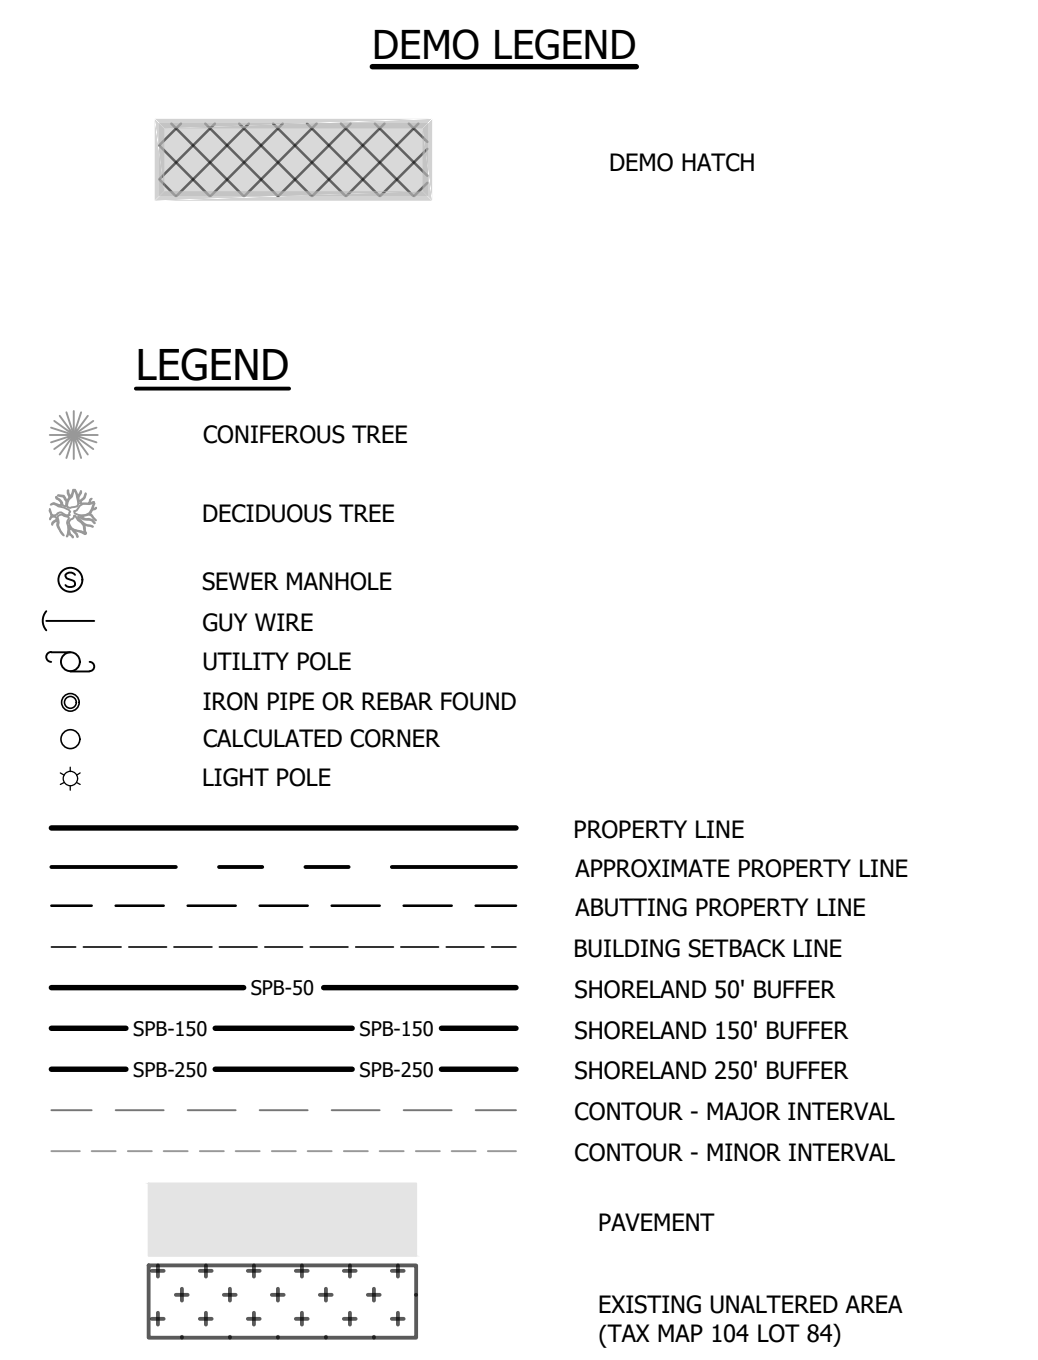 DEMO LEGEND
DEMO HATCH
LEGEND
CONIFEROUS TREE
DECIDUOUS TREE
S SEWER MANHOLE
GUY WIRE
UTILITY POLE
IRON PIPE OR REBAR FOUND
CALCULATED CORNER
LIGHT POLE
PROPERTY LINE
APPROXIMATE PROPERTY LINE
ABUTTING PROPERTY LINE
BUILDING SETBACK LINE
SPB-50 SHORELAND 50' BUFFER
SPB-150 SPB-150 SHORELAND 150' BUFFER
SPB-250 SPB-250 SHORELAND 250' BUFFER
CONTOUR - MAJOR INTERVAL
CONTOUR - MINOR INTERVAL
PAVEMENT
EXISTING UNALTERED AREA
(TAX MAP 104 LOT 84)